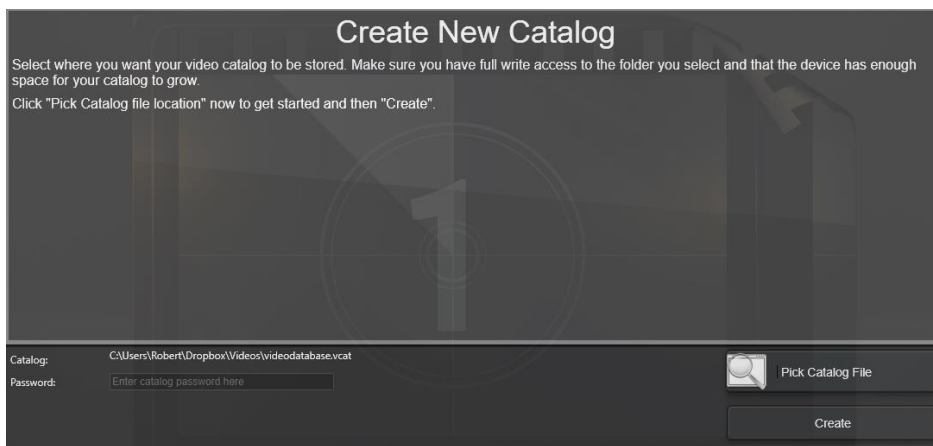 Create New Catalog
Select where you want your video catalog to be stored. Make sure you have full write access to the folder you select and that the device has enough
space for your catalog to grow.
Click "Pick Catalog file location" now to get started and then "Create".
1
Catalog: C:\Users\Robert\Dropbox\Videos\videodatabase.vcat
Password: Enter catalog password here
Pick Catalog File
Create